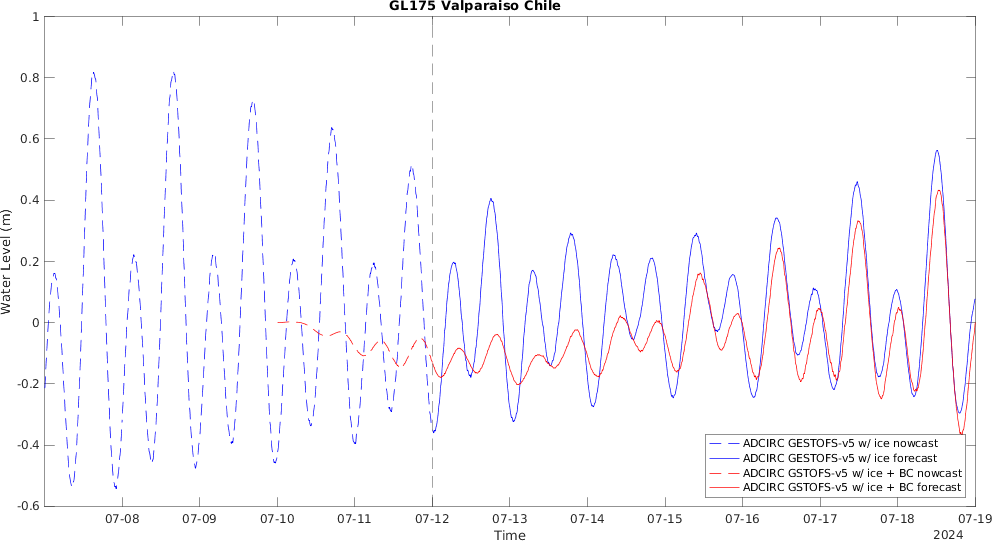 GL175 Valparaiso Chile
1
0.8
0.6
0.4
0.2
0
-0.2
-0.4
-0.6
Water Level (m)
ADCIRC GESTOFS-v5 w/ ice nowcast
ADCIRC GESTOFS-v5 w/ ice forecast
ADCIRC GSTOFS-v5 w/ ice + BC nowcast
ADCIRC GSTOFS-v5 w/ ice + BC forecast
07-08 07-09 07-10 07-11 07-12 07-13 07-14 07-15 07-16 07-17 07-18 07-19
Time
2024